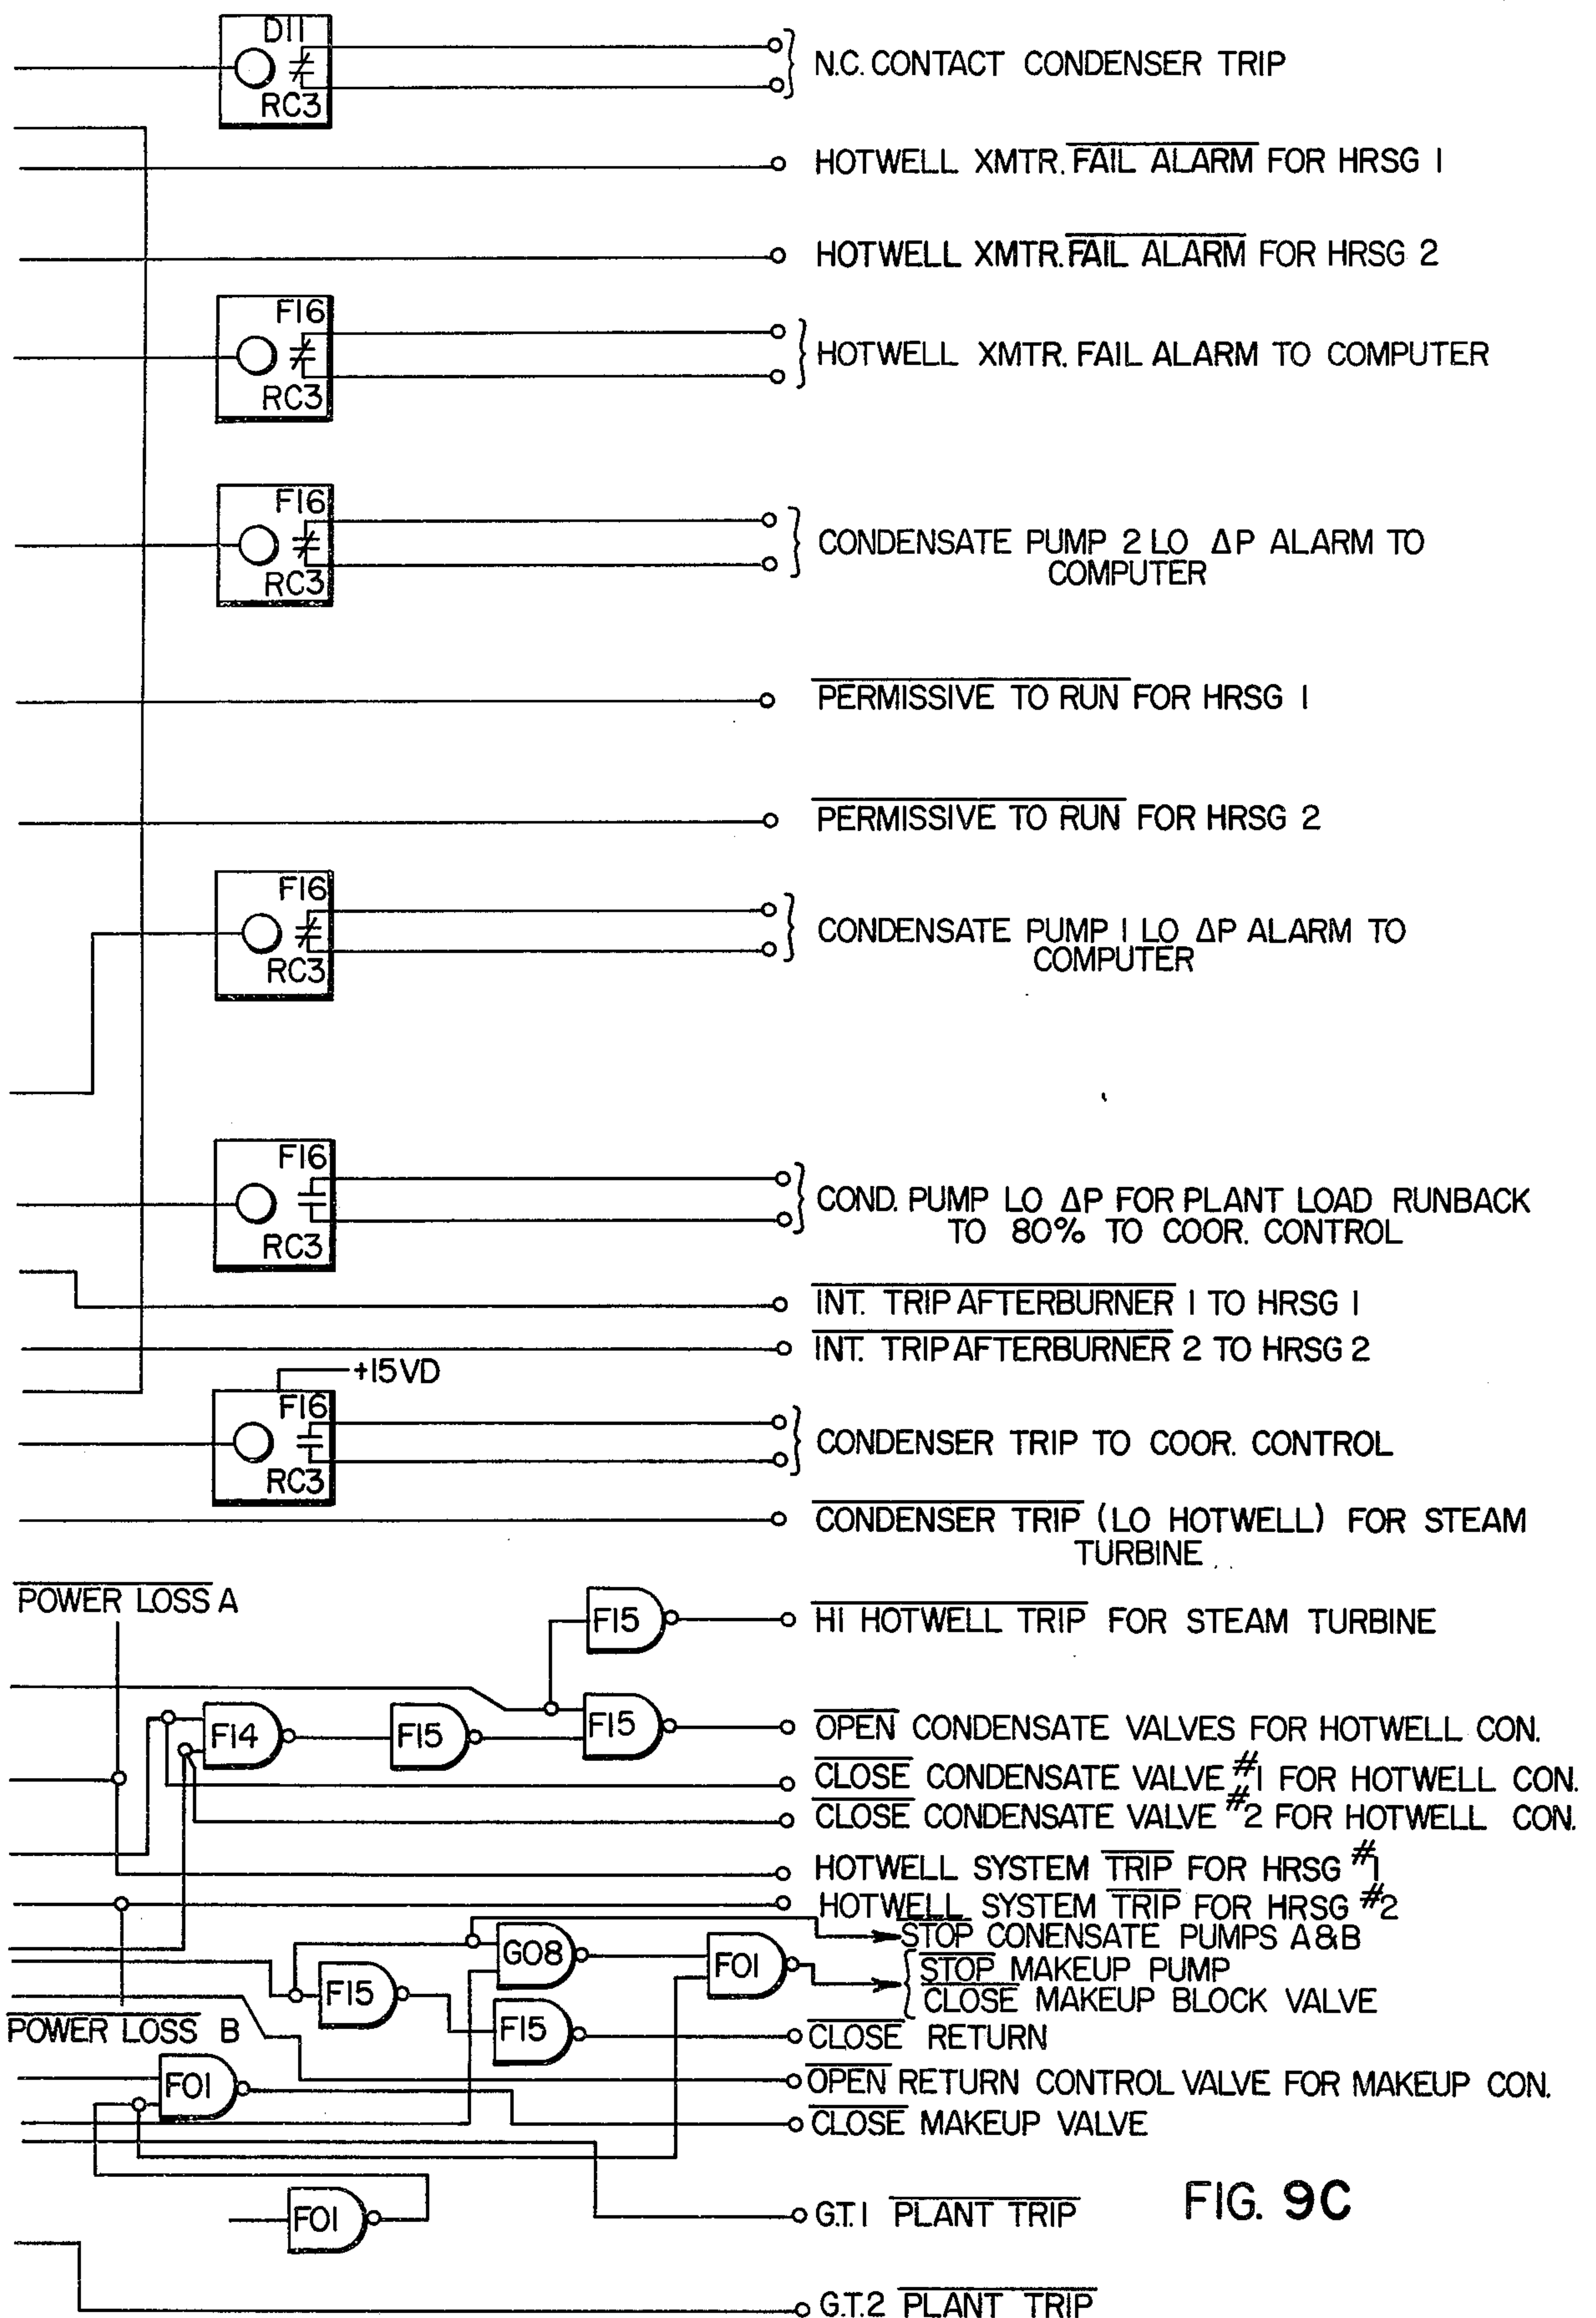 D11
RC3
N.C. CONTACT CONDENSER TRIP
HOTWELL XMTR. FAIL ALARM FOR HRSG 1
HOTWELL XMTR. FAIL ALARM FOR HRSG 2
F16
RC3
HOTWELL XMTR. FAIL ALARM TO COMPUTER
F16
RC3
CONDENSATE PUMP 2 LO ΔP ALARM TO
COMPUTER
PERMISSIVE TO RUN FOR HRSG 1
PERMISSIVE TO RUN FOR HRSG 2
F16
RC3
CONDENSATE PUMP 1 LO ΔP ALARM TO
COMPUTER
F16
RC3
COND. PUMP LO ΔP FOR PLANT LOAD RUNBACK
TO 80% TO COOR. CONTROL
INT. TRIP AFTERBURNER 1 TO HRSG 1
INT. TRIP AFTERBURNER 2 TO HRSG 2
+15VD
F16
RC3
CONDENSER TRIP TO COOR. CONTROL
CONDENSER TRIP (LO HOTWELL) FOR STEAM
TURBINE
POWER LOSS A
F15
HI HOTWELL TRIP FOR STEAM TURBINE
F14
F15
F15
OPEN CONDENSATE VALVES FOR HOTWELL CON.
CLOSE CONDENSATE VALVE #1 FOR HOTWELL CON.
CLOSE CONDENSATE VALVE #2 FOR HOTWELL CON.
HOTWELL SYSTEM TRIP FOR HRSG #1
HOTWELL SYSTEM TRIP FOR HRSG #2
STOP CONENSATE PUMPS A&B
G08
F01
STOP MAKEUP PUMP
CLOSE MAKEUP BLOCK VALVE
F15
F15
POWER LOSS B
CLOSE RETURN
F01
OPEN RETURN CONTROL VALVE FOR MAKEUP CON.
CLOSE MAKEUP VALVE
F01
G.T.1 PLANT TRIP
FIG. 9C
G.T.2 PLANT TRIP